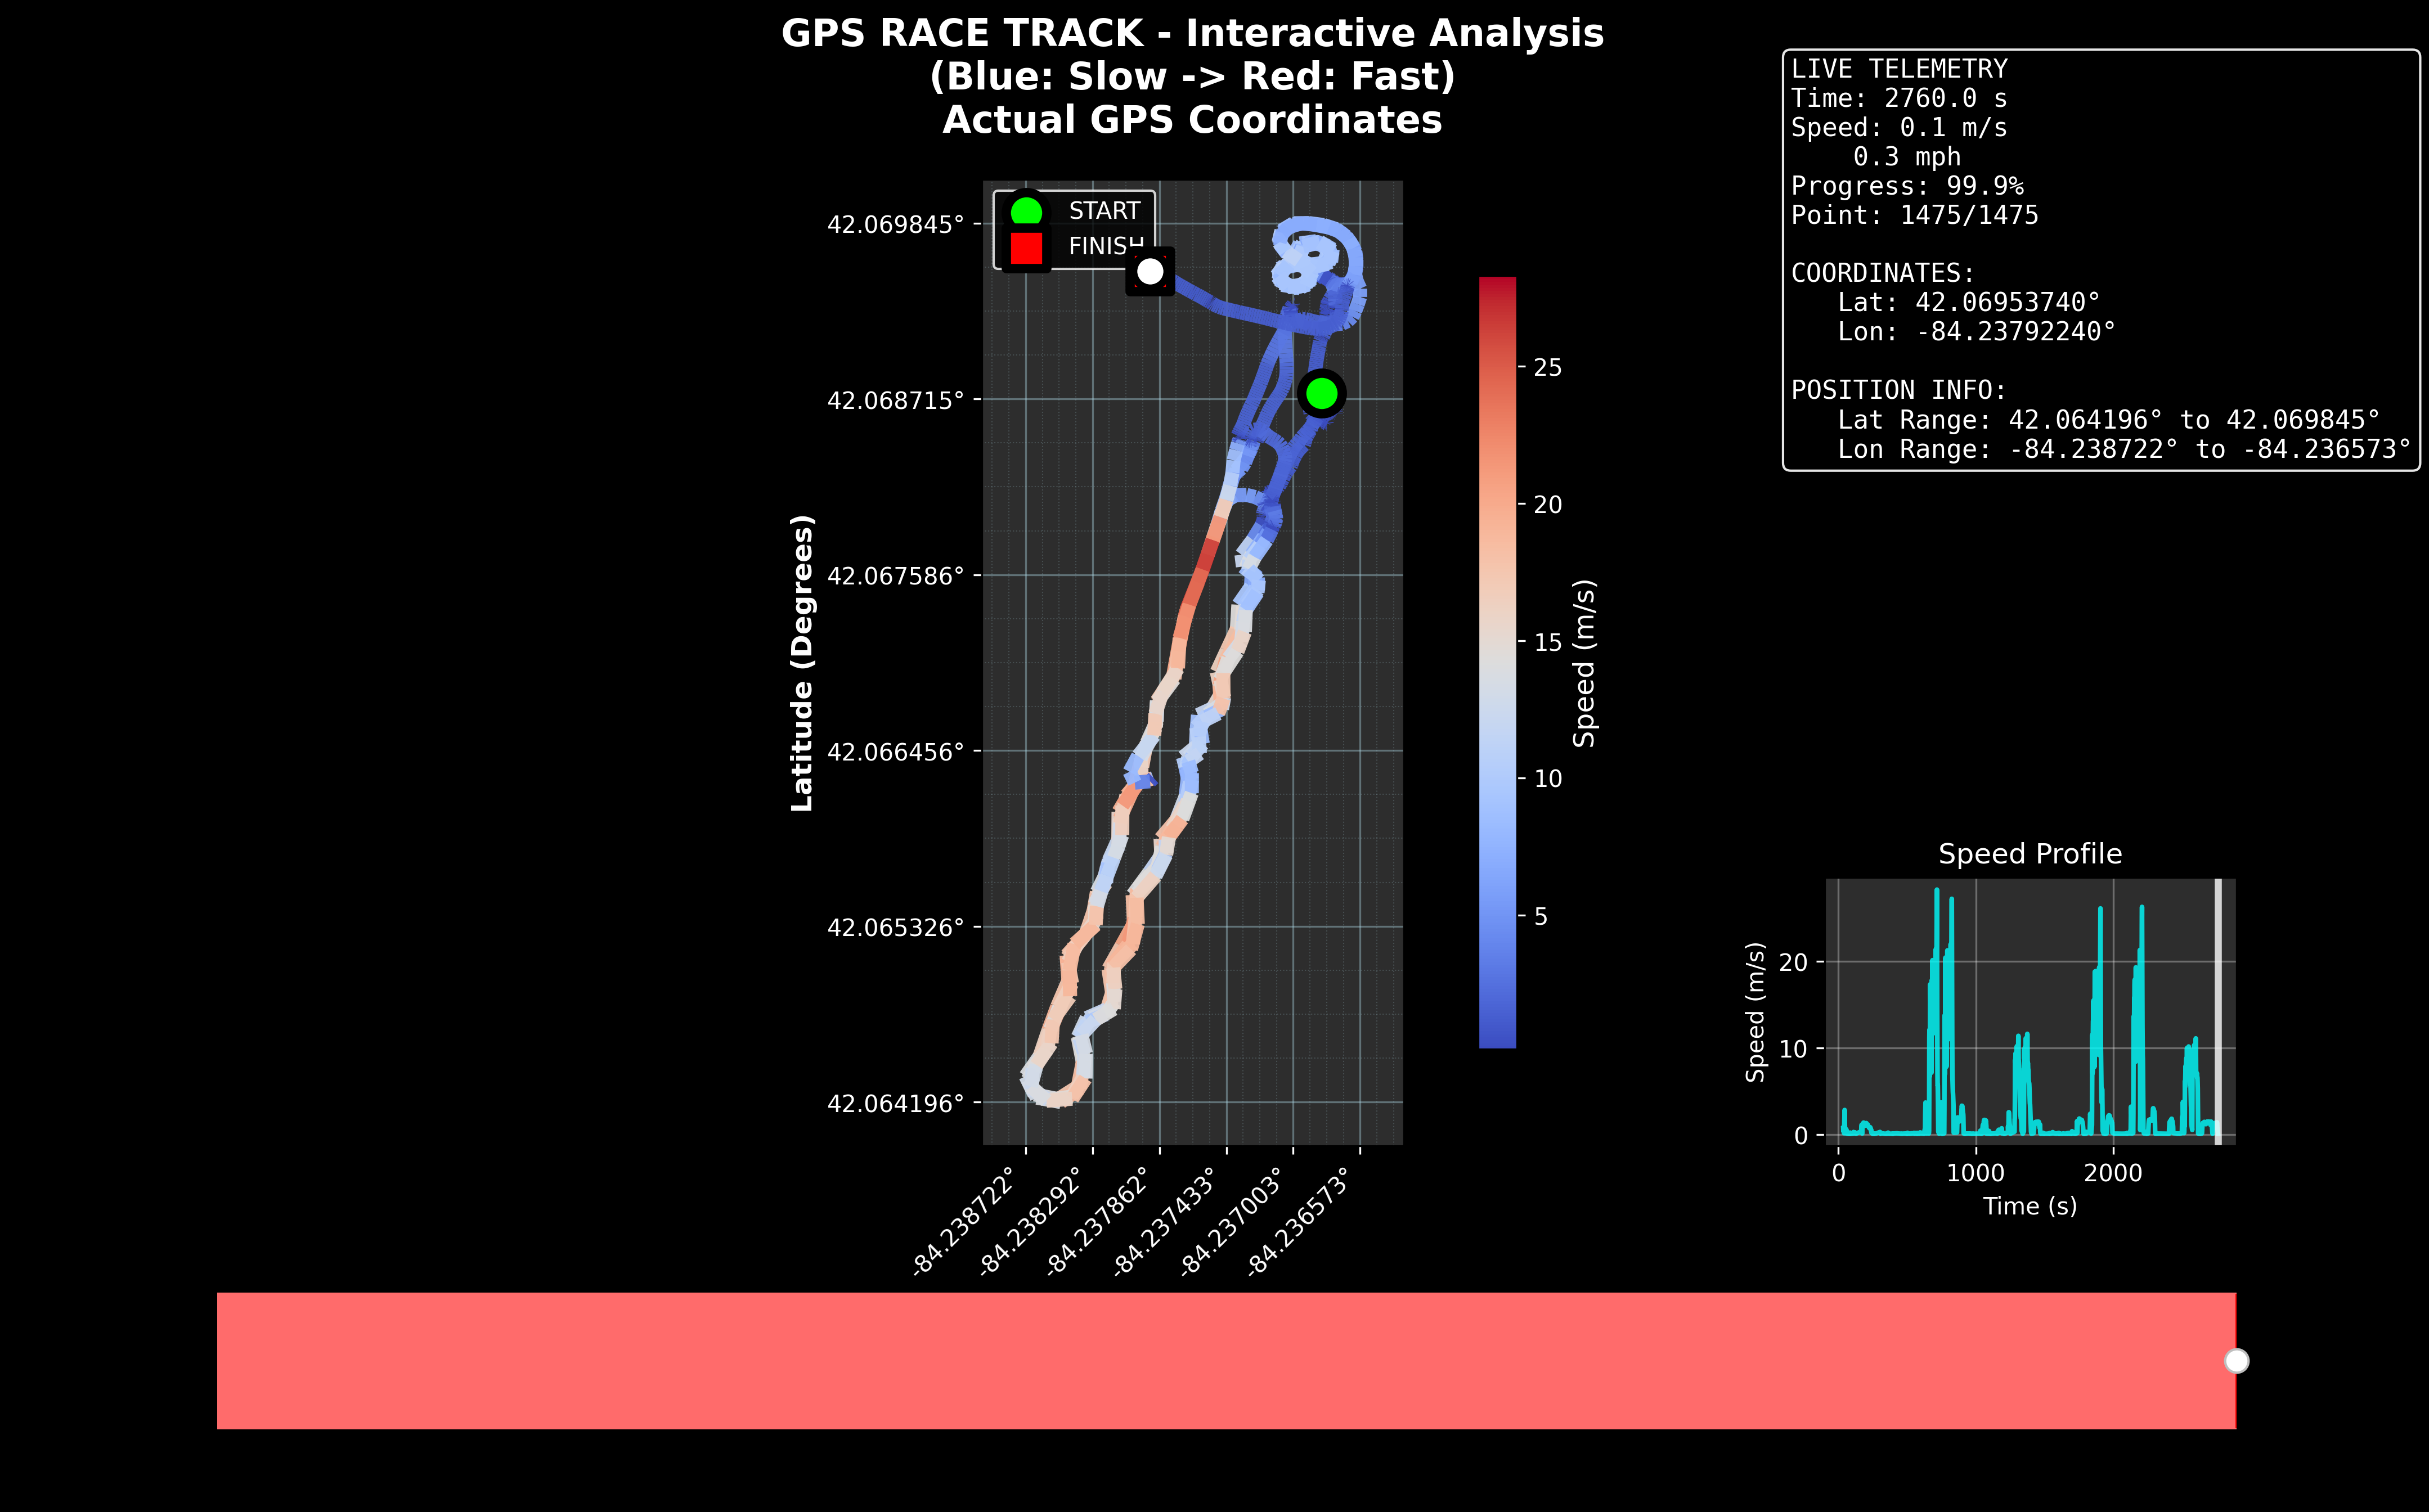 GPS RACE TRACK - Interactive Analysis
(Blue: Slow -> Red: Fast)
Actual GPS Coordinates
LIVE TELEMETRY
Time: 2760.0 s
Speed: 0.1 m/s
0.3 mph
Progress: 99.9%
Point: 1475/1475
COORDINATES:
Lat: 42.06953740°
Lon: -84.23792240°
POSITION INFO:
Lat Range: 42.064196° to 42.069845°
Lon Range: -84.238722° to -84.236573°
START
FINISH
Latitude (Degrees)
42.069845°
42.068715°
42.067586°
42.066456°
42.065326°
42.064196°
-84.238722°
-84.238292°
-84.237862°
-84.237433°
-84.237003°
-84.236573°
25
20
15
10
5
Speed (m/s)
Speed Profile
Speed (m/s)
20
10
0
0
1000
2000
Time (s)